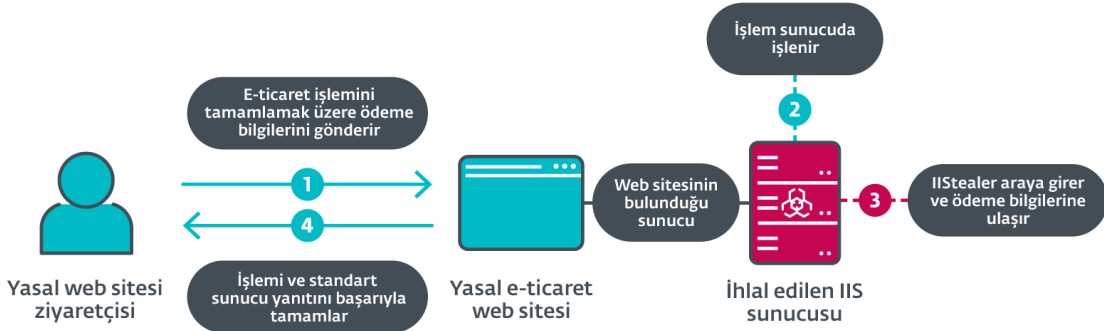 İşlem sunucuda
işlenir
E-ticaret işlemini
tamamlamak üzere ödeme
bilgilerini gönderir
2
1
Web sitesinin
bulunduğu
sunucu
3
IIStealer araya girer
ve ödeme bilgilerine
ulaşır
4
Yasal web sitesi
ziyaretçisi
İşlemi ve standart
sunucu yanıtını başarıyla
tamamlar
Yasal e-ticaret
web sitesi
İhlal edilen IIS
sunucusu